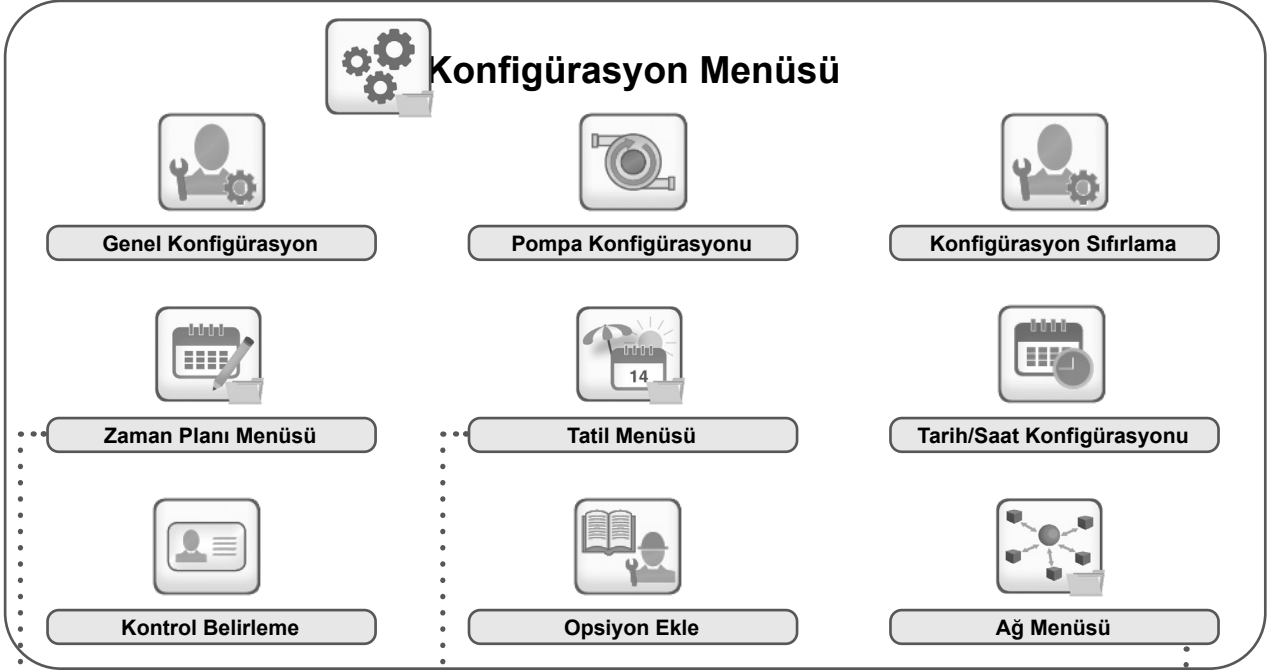 Konfigürasyon Menüsü
Genel Konfigürasyon
Pompa Konfigürasyonu
Konfigürasyon Sıfırlama
14
Zaman Planı Menüsü
Tatil Menüsü
Tarih/Saat Konfigürasyonu
Kontrol Belirleme
Opsiyon Ekle
Ağ Menüsü